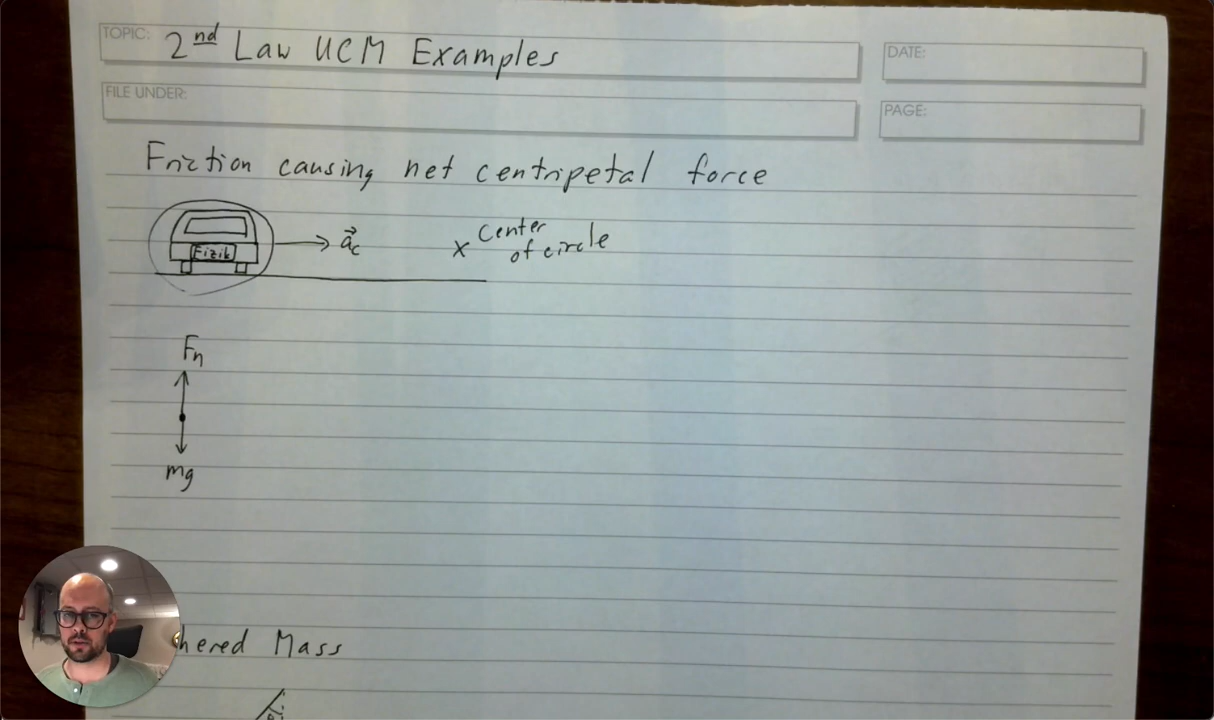 TOPIC: 2nd Law UCM Examples
DATE:
FILE UNDER:
PAGE:
Friction causing net centripetal force
Fizik
a⃗c
x Center
of circle
Fn
mg
hered Mass